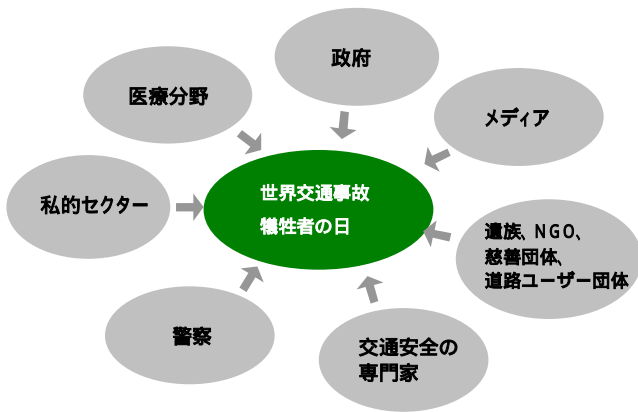 政府
医療分野
メディア
私的セクター
世界交通事故
犠牲者の日
遺族、NGO、
慈善団体、
道路ユーザー団体
警察
交通安全の
専門家